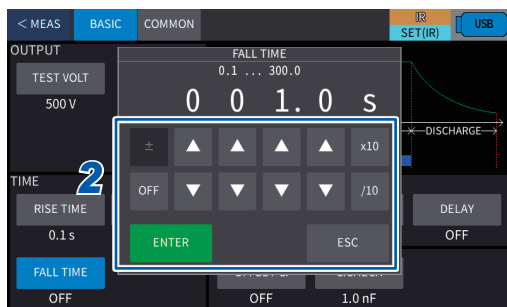 < MEAS BASIC COMMON IR SET(IR) USB
OUTPUT
TEST VOLT
500 V
FALL TIME
0.1 ... 300.0
0 0 1. 0 s
± x10
OFF /10
ENTER ESC
DISCHARGE
2
TIME
RISE TIME
0.1 s
DELAY
OFF
FALL TIME
OFF
OFF
1.0 nF